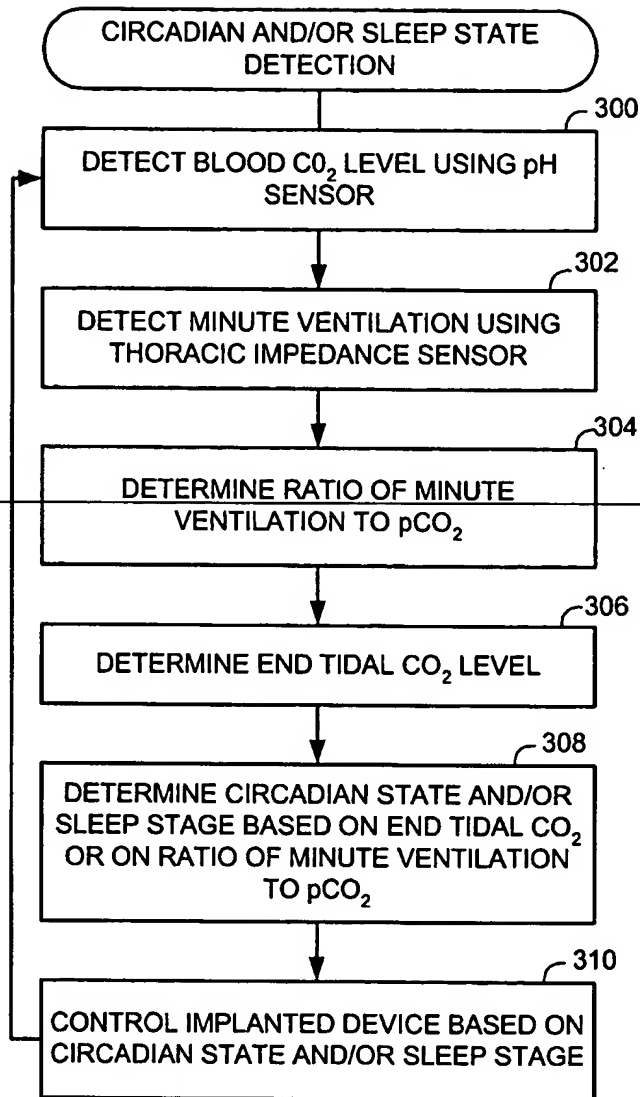 CIRCADIAN AND/OR SLEEP STATE
DETECTION
300
DETECT BLOOD C0₂ LEVEL USING pH
SENSOR
302
DETECT MINUTE VENTILATION USING
THORACIC IMPEDANCE SENSOR
304
DETERMINE RATIO OF MINUTE
VENTILATION TO pCO₂
306
DETERMINE END TIDAL CO₂ LEVEL
308
DETERMINE CIRCADIAN STATE AND/OR
SLEEP STAGE BASED ON END TIDAL CO₂
OR ON RATIO OF MINUTE VENTILATION
TO pCO₂
310
CONTROL IMPLANTED DEVICE BASED ON
CIRCADIAN STATE AND/OR SLEEP STAGE